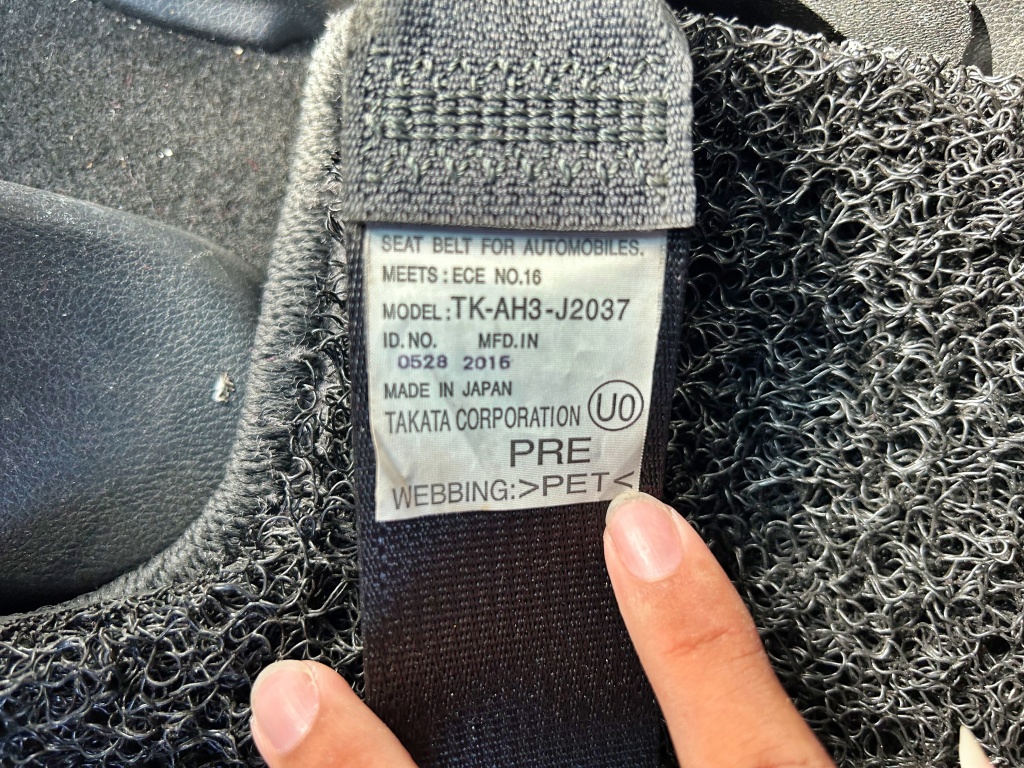 SEAT BELT FOR AUTOMOBILES.
MEETS : ECE NO.16
MODEL : TK-AH3-J2037
ID.NO. MFD.IN
0528 2015
MADE IN JAPAN
TAKATA CORPORATION U0
PRE
WEBBING:>PET<